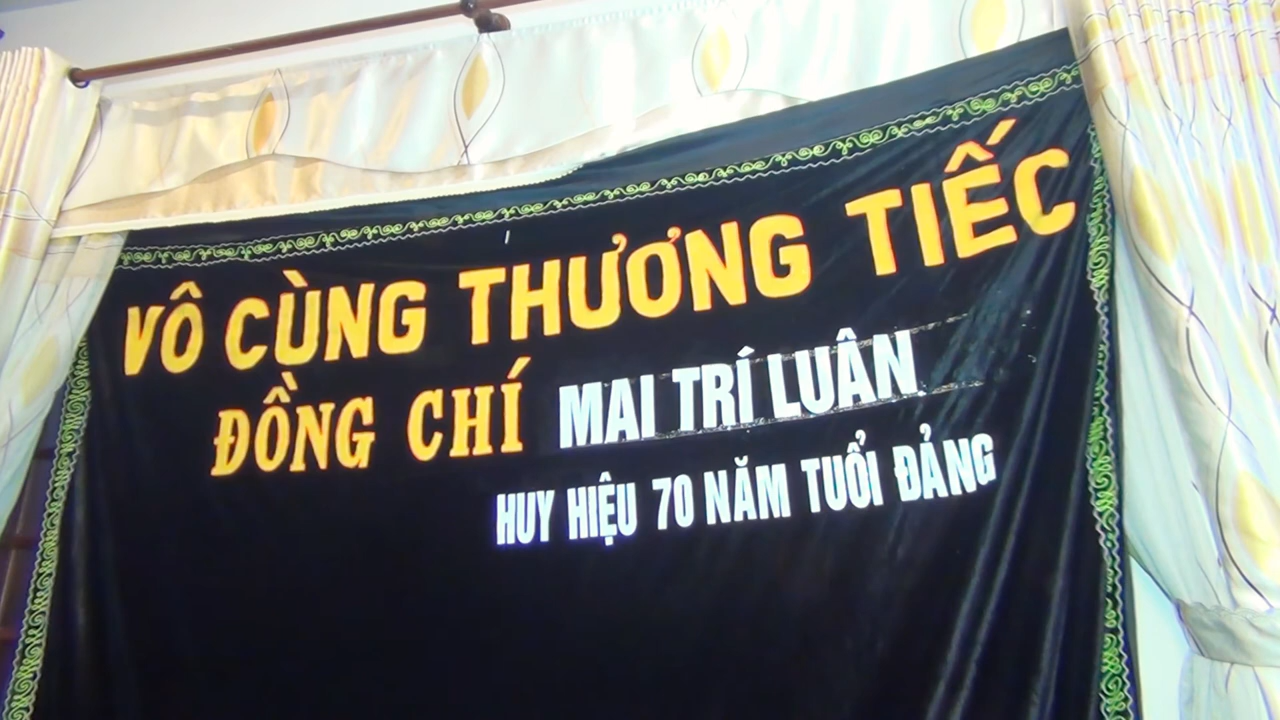 VÔ CÙNG THƯƠNG TIẾC
ĐỒNG CHÍ MAI TRÍ LUÂN
HUY HIỆU 70 NĂM TUỔI ĐẢNG